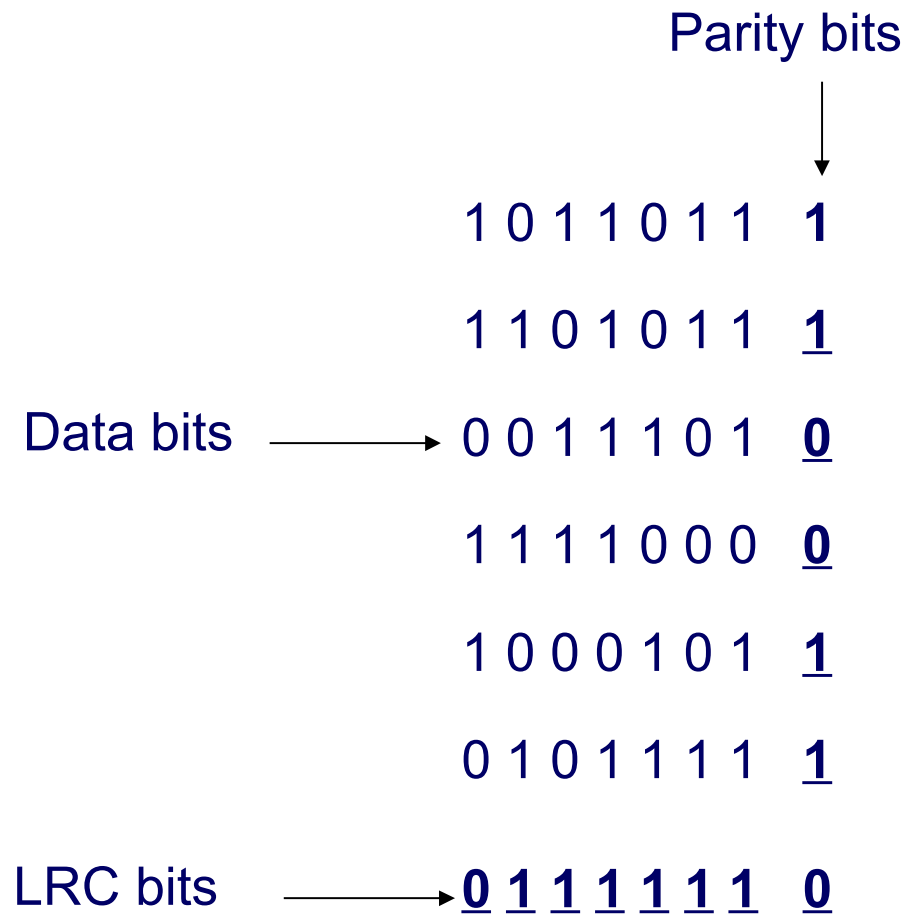 Parity bits
1 0 1 1 0 1 1 1
1 1 0 1 0 1 1 1
Data bits 0 0 1 1 1 0 1 0
1 1 1 1 0 0 0 0
1 0 0 0 1 0 1 1
0 1 0 1 1 1 1 1
LRC bits 0 1 1 1 1 1 1 0